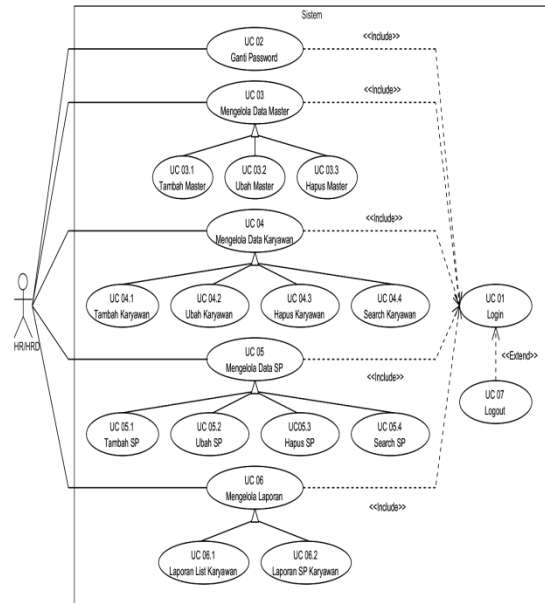 Sistem
UC 02
Ganti Password
<<Include>>
UC 03
Mengelola Data Master
<<Include>>
UC 03.1
Tambah Master
UC 03.2
Ubah Master
UC 03.3
Hapus Master
UC 04
Mengelola Data Karyawan
<<Include>>
UC 04.1
Tambah Karyawan
UC 04.2
Ubah Karyawan
UC 04.3
Hapus Karyawan
UC 04.4
Search Karyawan
HR/HRD
UC 01
Login
<<Extend>>
UC 07
Logout
UC 05
Mengelola Data SP
<<Include>>
UC 05.1
Tambah SP
UC 05.2
Ubah SP
UC05.3
Hapus SP
UC 05.4
Search SP
UC 06
Mengelola Laporan
<<Include>>
UC 06.1
Laporan List Karyawan
UC 06.2
Laporan SP Karyawan